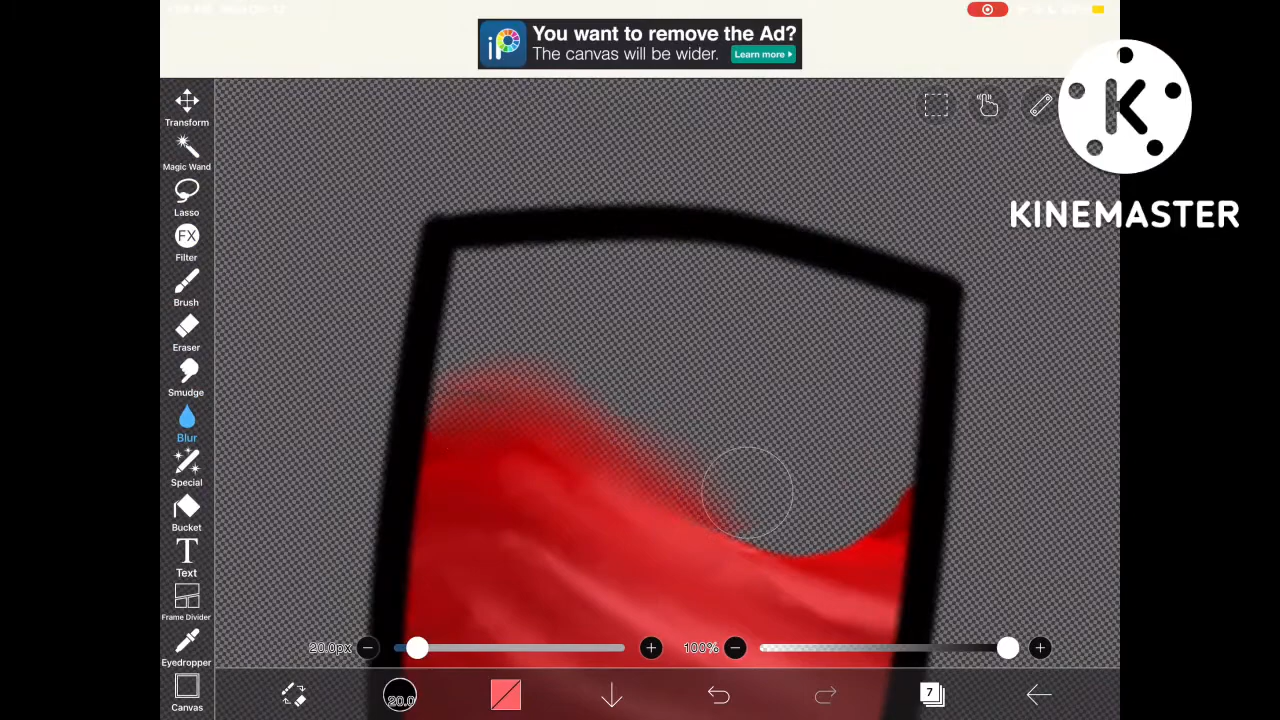 You want to remove the Ad?
The canvas will be wider.
Learn more
iP
K
KINEMASTER
Transform
Magic Wand
Lasso
FX
Filter
Brush
Eraser
Smudge
Blur
Special
Bucket
T
Text
Frame Divider
Eyedropper
Canvas
20.0px
100%
20.0
7